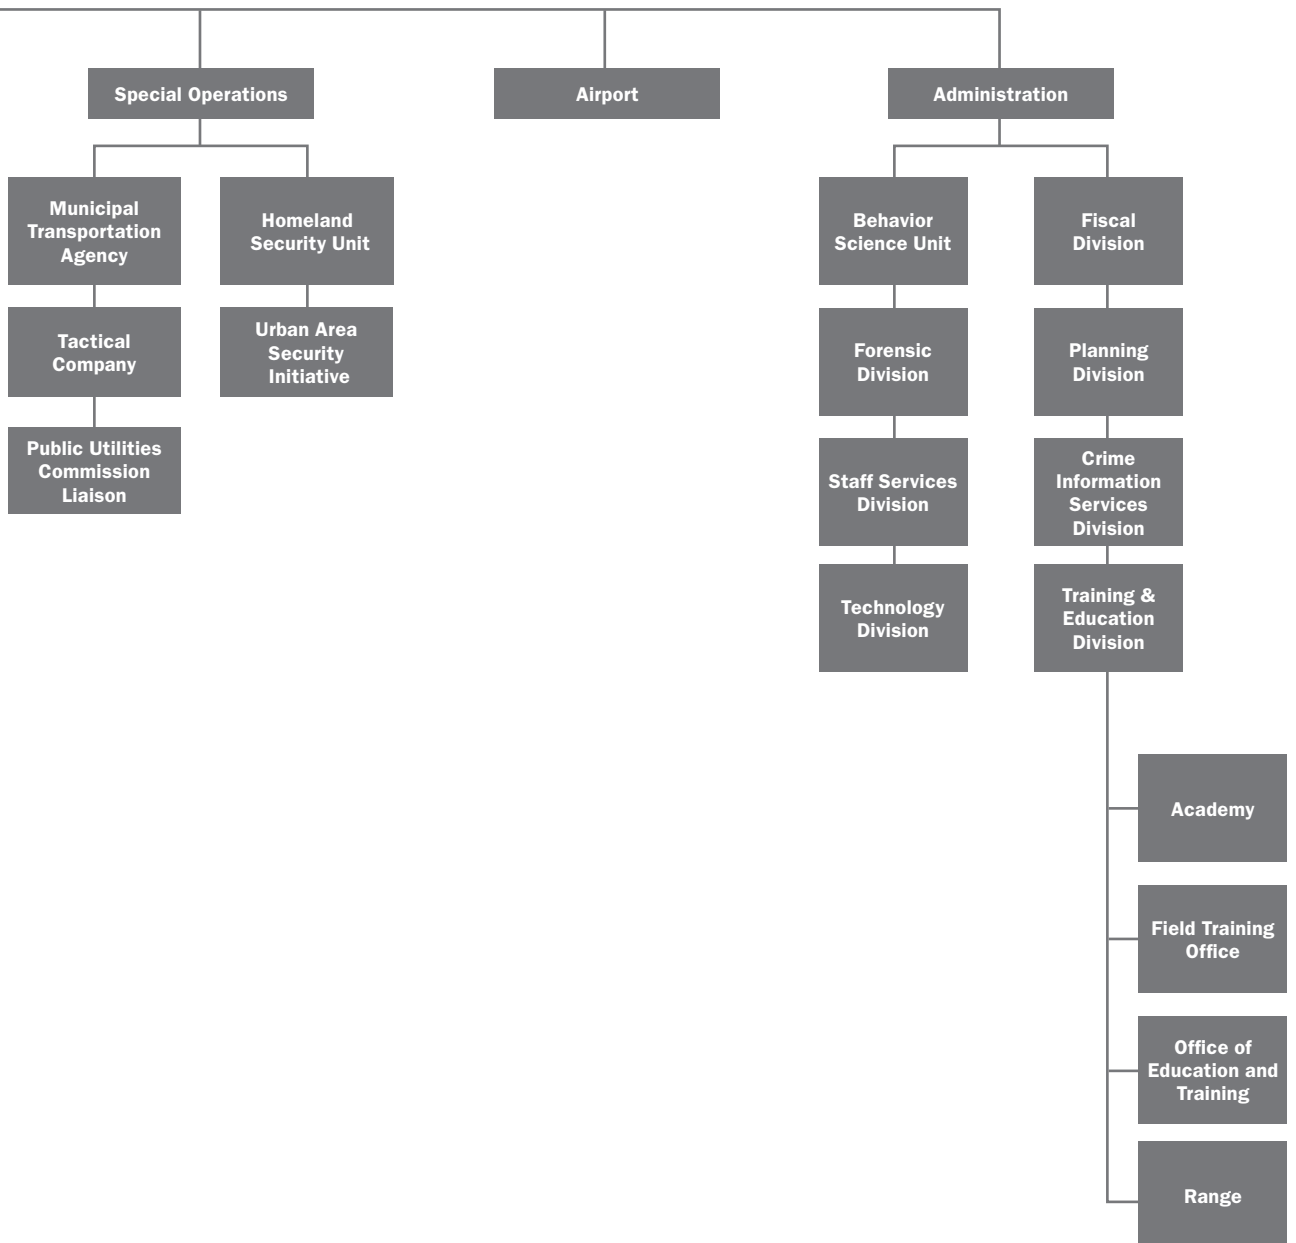 Special Operations
Airport
Administration
Municipal
Transportation
Agency
Homeland
Security Unit
Behavior
Science Unit
Fiscal
Division
Tactical
Company
Urban Area
Security
Initiative
Forensic
Division
Planning
Division
Public Utilities
Commission
Liaison
Staff Services
Division
Crime
Information
Services
Division
Technology
Division
Training &
Education
Division
Academy
Field Training
Office
Office of
Education and
Training
Range